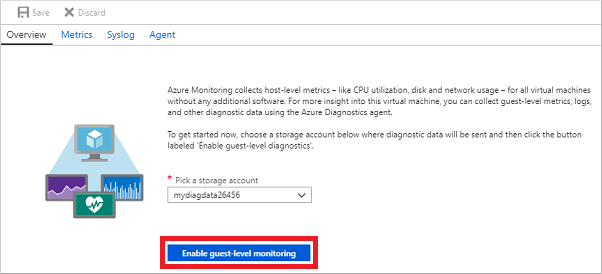 Save Discard
Overview Metrics Syslog Agent
Azure Monitoring collects host-level metrics – like CPU utilization, disk and network usage – for all virtual machines
without any additional software. For more insight into this virtual machine, you can collect guest-level metrics, logs,
and other diagnostic data using the Azure Diagnostics agent.
To get started now, choose a storage account below where diagnostic data will be sent and then click the button
labeled 'Enable guest-level diagnostics'.
* Pick a storage account
mydiagdata26456
Enable guest-level monitoring